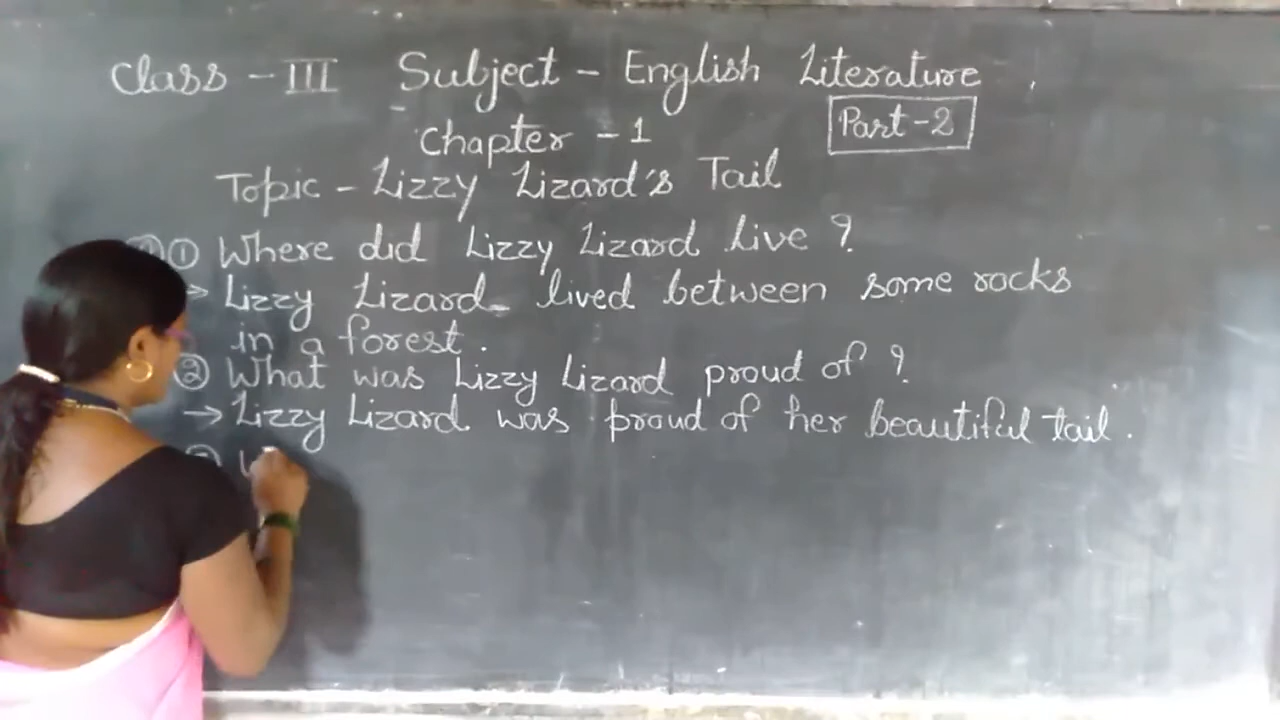 Class - III Subject - English Literature
Part-2
Chapter - 1
Topic - Lizzy Lizard's Tail
① Where did Lizzy Lizard live ?
→ Lizzy Lizard lived between some rocks
in a forest.
② What was Lizzy Lizard proud of ?
→ Lizzy Lizard was proud of her beautiful tail.